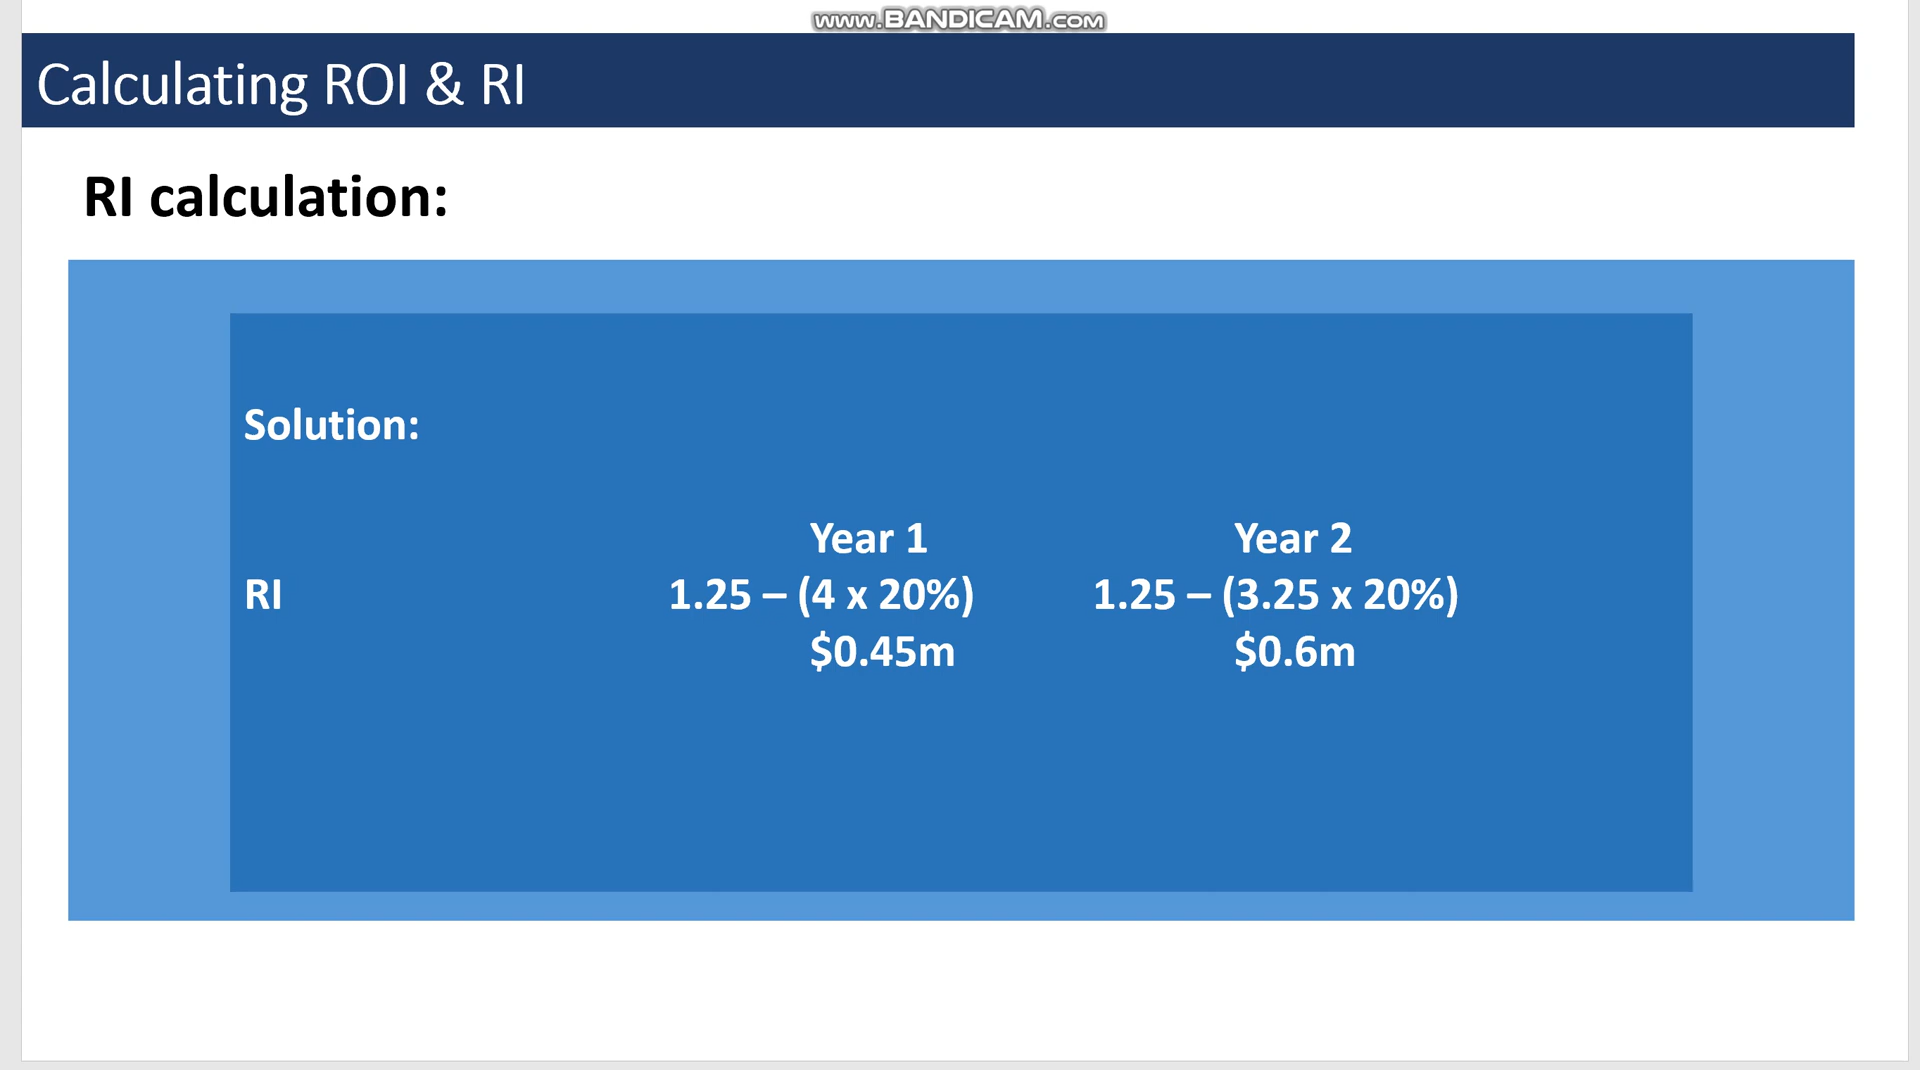 www.BANDICAM.com
Calculating ROI & RI
RI calculation:
Solution:
Year 1 Year 2
RI 1.25 – (4 x 20%) 1.25 – (3.25 x 20%)
$0.45m $0.6m